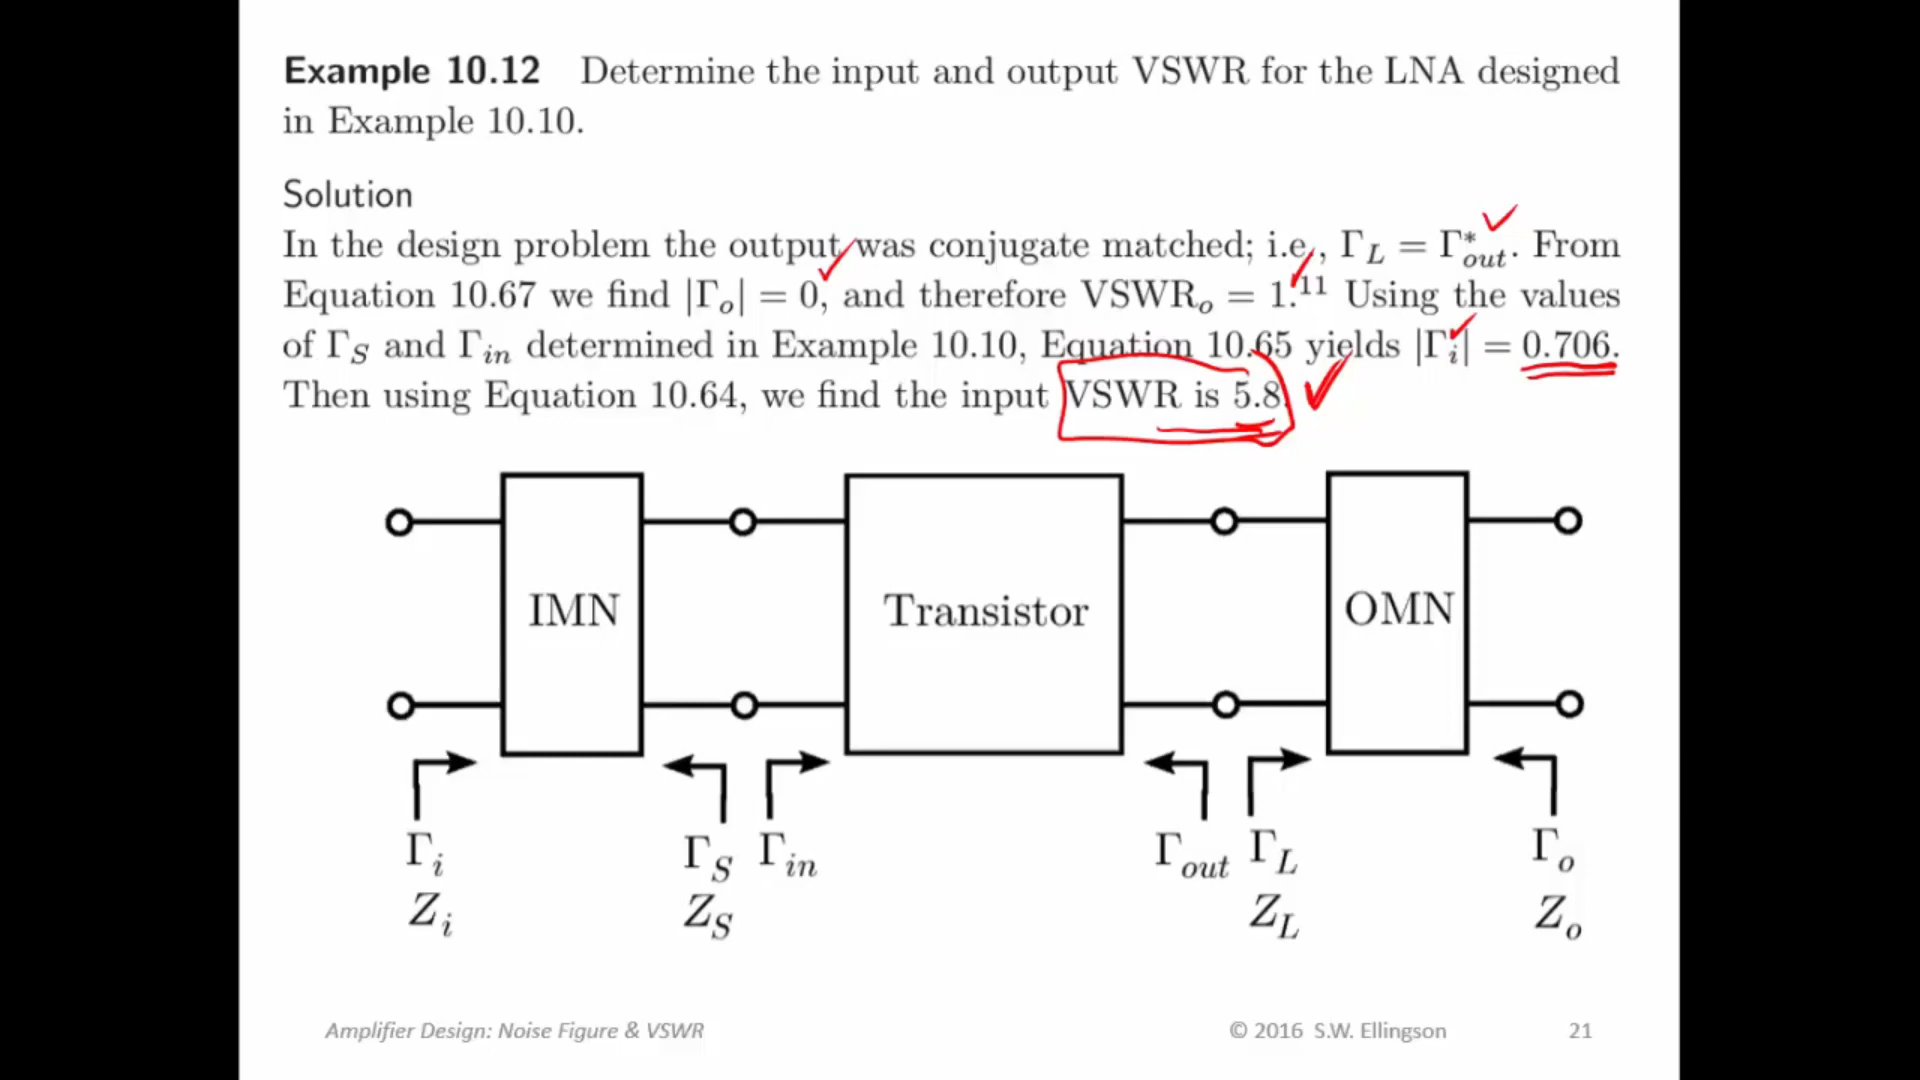 Example 10.12 Determine the input and output VSWR for the LNA designed
in Example 10.10.
Solution
In the design problem the output was conjugate matched; i.e., Γ_L = Γ*_out. From
Equation 10.67 we find |Γ_o| = 0, and therefore VSWR_o = 1.¹¹ Using the values
of Γ_S and Γ_in determined in Example 10.10, Equation 10.65 yields |Γ_i| = 0.706.
Then using Equation 10.64, we find the input VSWR is 5.8.
IMN
Transistor
OMN
Γ_i Γ_S Γ_in Γ_out Γ_L Γ_o
Z_i Z_S Z_L Z_o
Amplifier Design: Noise Figure & VSWR
© 2016 S.W. Ellingson
21